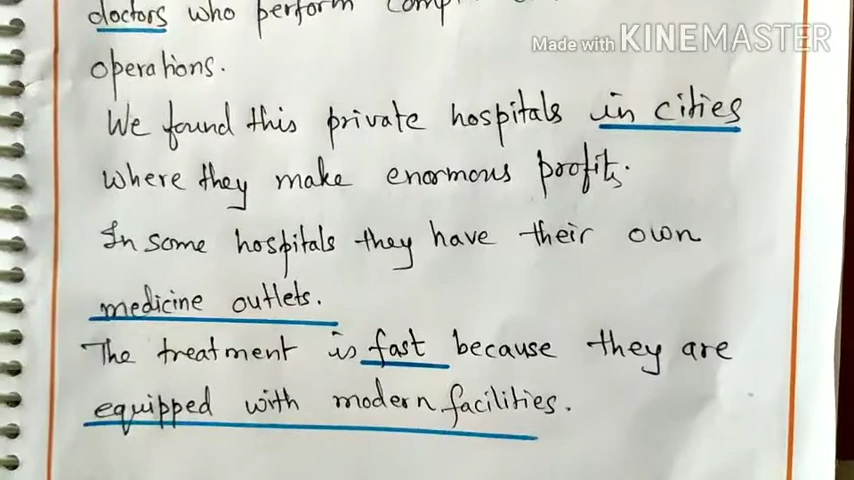 doctors who perform
Made with KINEMASTER
operations.
We found this private hospitals in cities
where they make enormous profits.
In some hospitals they have their own
medicine outlets.
The treatment is fast because they are
equipped with modern facilities.